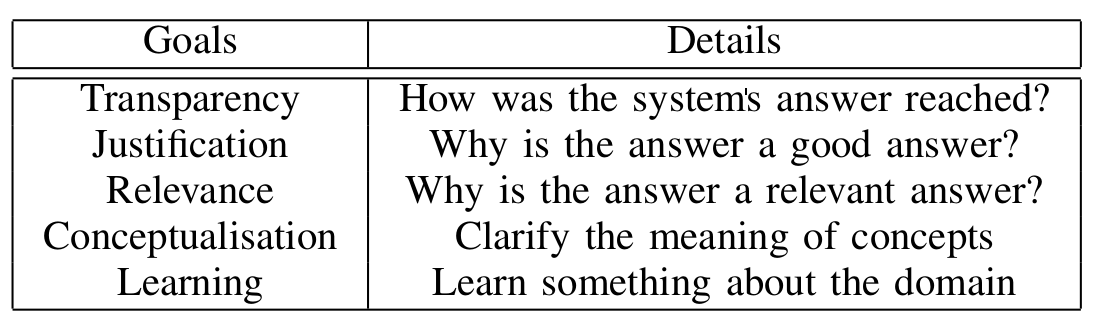 Goals Details
Transparency How was the system's answer reached?
Justification Why is the answer a good answer?
Relevance Why is the answer a relevant answer?
Conceptualisation Clarify the meaning of concepts
Learning Learn something about the domain